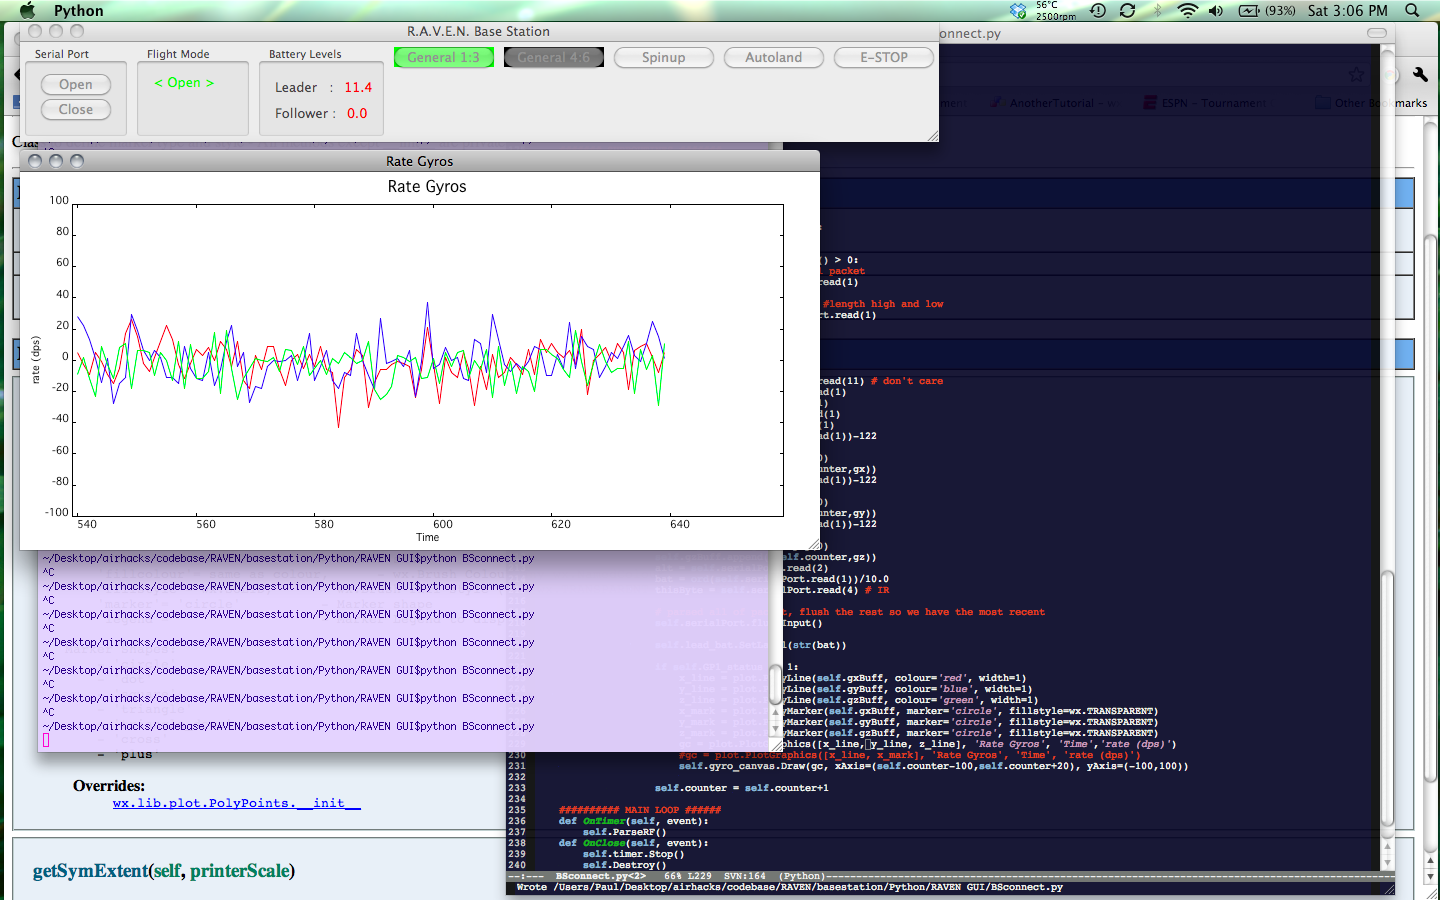 Python
56°C
2500rpm
(93%)
Sat 3:06 PM
R.A.V.E.N. Base Station
onnect.py
Serial Port
Flight Mode
Battery Levels
General 1:3
General 4:6
Spinup
Autoland
E-STOP
Open
Close
< Open >
Leader : 11.4
Follower : 0.0
AnotherTutorial - w
ESPN - Tournament
Other Bookmarks
Rate Gyros
Rate Gyros
100
80
60
40
20
0
-20
-40
-60
-80
-100
rate (dps)
540
560
580
600
620
640
Time
() > 0:
packet
read(1)
#length high and low
rt.read(1)
read(11) # don't care
ad(1)
)
(1)
(1)
d(1))-122
))
unter,gx))
d(1))-122
))
unter,gy))
d(1))-122
))
lf.counter,gz))
.read(2)
Port.read(1))/10.0
lPort.read(4) # IR
t, flush the rest so we have the most recent
Input()
l(str(bat))
1:
yLine(self.gxBuff, colour='red', width=1)
yLine(self.gyBuff, colour='blue', width=1)
yLine(self.gzBuff, colour='green', width=1)
yMarker(self.gxBuff, marker='circle', fillstyle=wx.TRANSPARENT)
yMarker(self.gyBuff, marker='circle', fillstyle=wx.TRANSPARENT)
yMarker(self.gzBuff, marker='circle', fillstyle=wx.TRANSPARENT)
phics([x_line, y_line, z_line], 'Rate Gyros', 'Time','rate (dps)')
230 #gc = plot.PlotGraphics([x_line, x_mark], 'Rate Gyros', 'Time', 'rate (dps)')
231 self.gyro_canvas.Draw(gc, xAxis=(self.counter-100,self.counter+20), yAxis=(-100,100))
232
233 self.counter = self.counter+1
234
235 ########## MAIN LOOP ######
236 def OnTimer(self, event):
237 self.ParseRF()
238 def OnClose(self, event):
239 self.timer.Stop()
240 self.Destroy()
--:--- BSconnect.py<2> 66% L229 SVN:164 (Python)
Wrote /Users/Paul/Desktop/airhacks/codebase/RAVEN/basestation/Python/RAVEN GUI/BSconnect.py
~/Desktop/airhacks/codebase/RAVEN/basestation/Python/RAVEN GUI$python BSconnect.py
^C
~/Desktop/airhacks/codebase/RAVEN/basestation/Python/RAVEN GUI$python BSconnect.py
^C
~/Desktop/airhacks/codebase/RAVEN/basestation/Python/RAVEN GUI$python BSconnect.py
^C
~/Desktop/airhacks/codebase/RAVEN/basestation/Python/RAVEN GUI$python BSconnect.py
^C
~/Desktop/airhacks/codebase/RAVEN/basestation/Python/RAVEN GUI$python BSconnect.py
^C
~/Desktop/airhacks/codebase/RAVEN/basestation/Python/RAVEN GUI$python BSconnect.py
^C
~/Desktop/airhacks/codebase/RAVEN/basestation/Python/RAVEN GUI$python BSconnect.py
- 'plus'
Overrides:
wx.lib.plot.PolyPoints.__init__
getSymExtent(self, printerScale)